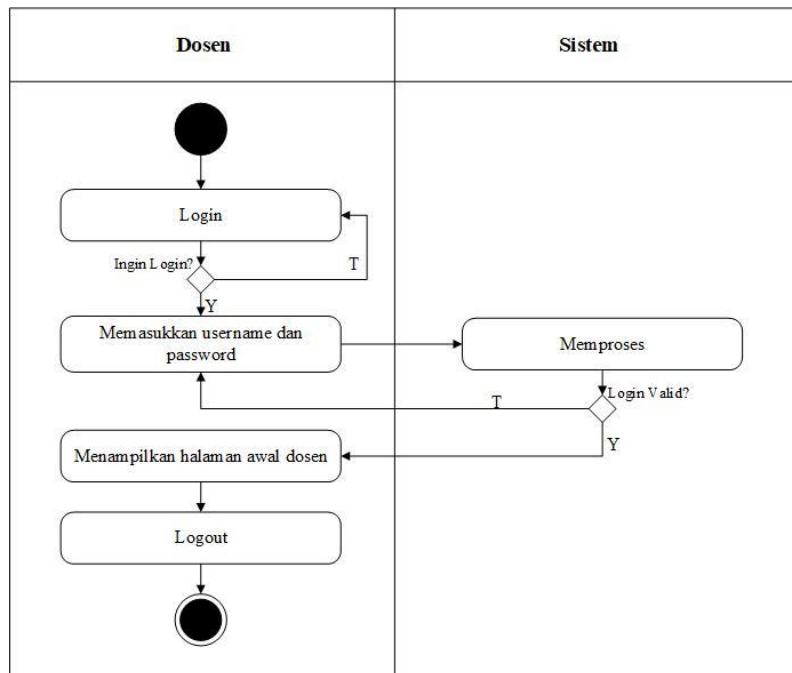 Dosen
Sistem
Login
Ingin Login?
T
Y
Memasukkan username dan
password
Memproses
Login Valid?
T
Y
Menampilkan halaman awal dosen
Logout